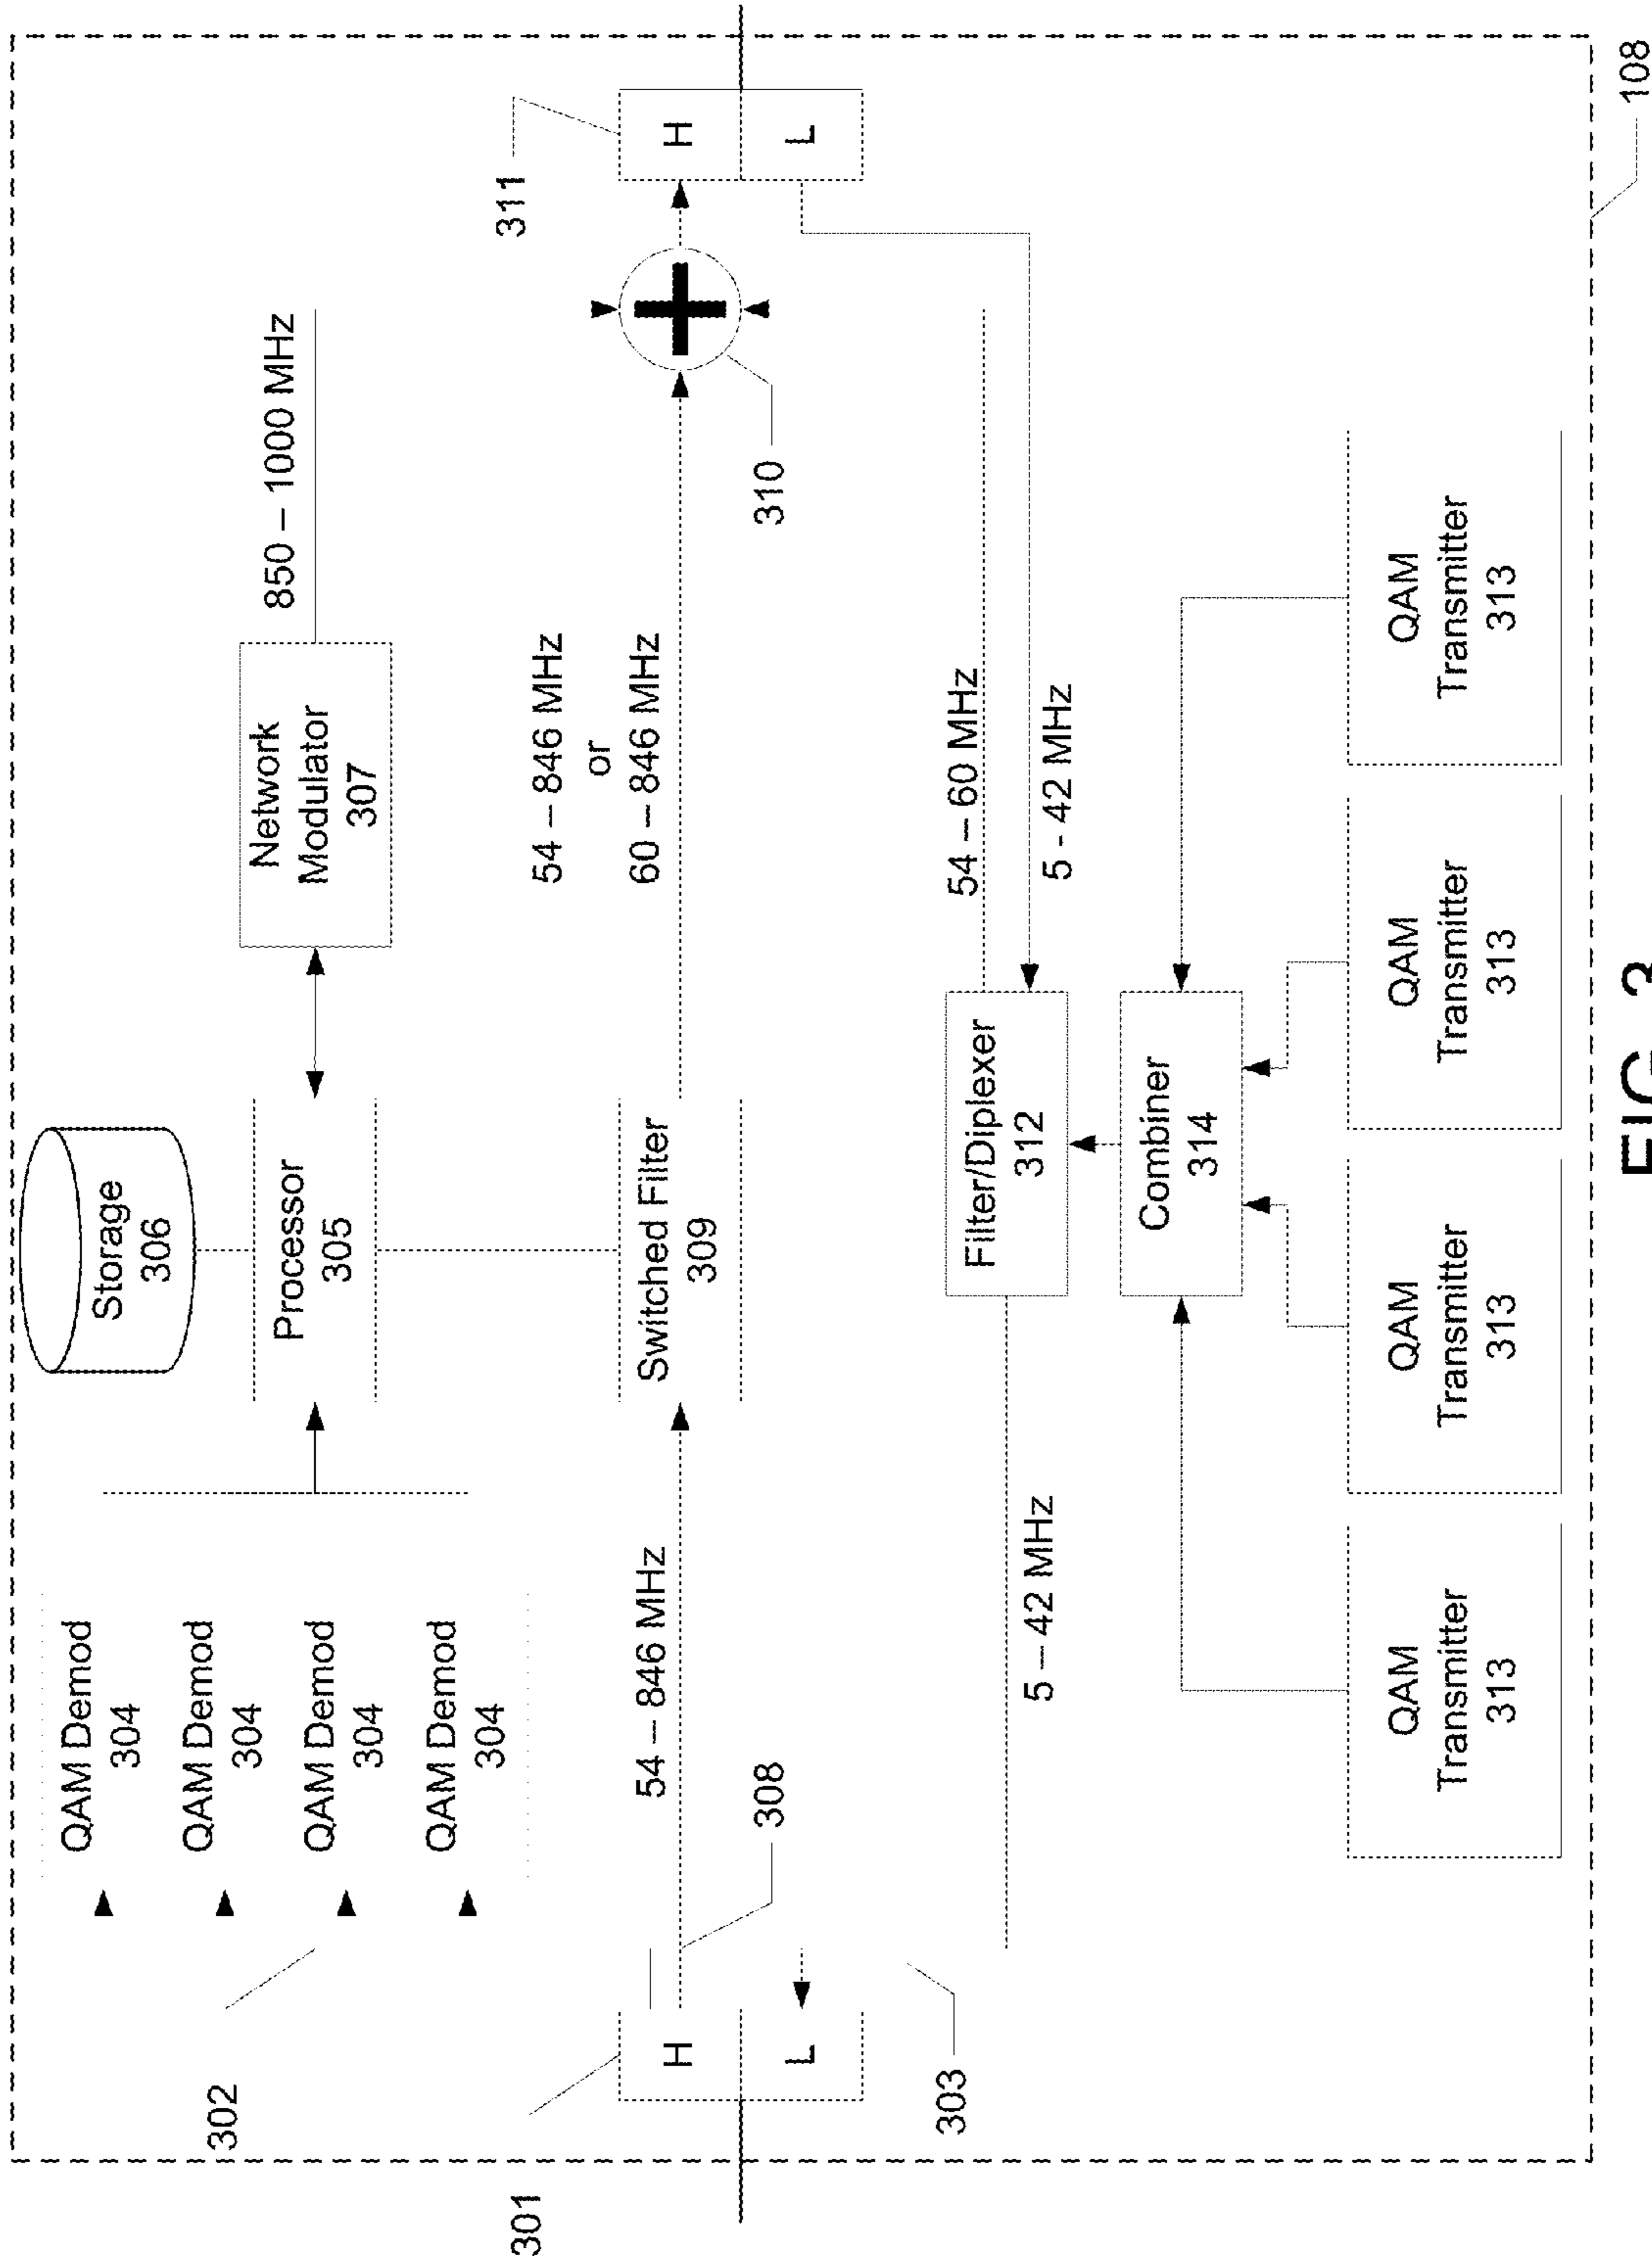 Storage
306
QAM Demod
304
QAM Demod
304
QAM Demod
304
QAM Demod
304
302
Processor
305
Network
Modulator
307
850 – 1000 MHz
301
H
L
308
54 – 846 MHz
Switched Filter
309
54 – 846 MHz
or
60 – 846 MHz
310
311
H
L
303
5 – 42 MHz
Filter/Diplexer
312
54 – 60 MHz
5 - 42 MHz
Combiner
314
QAM
Transmitter
313
QAM
Transmitter
313
QAM
Transmitter
313
QAM
Transmitter
313
108
FIG. 3